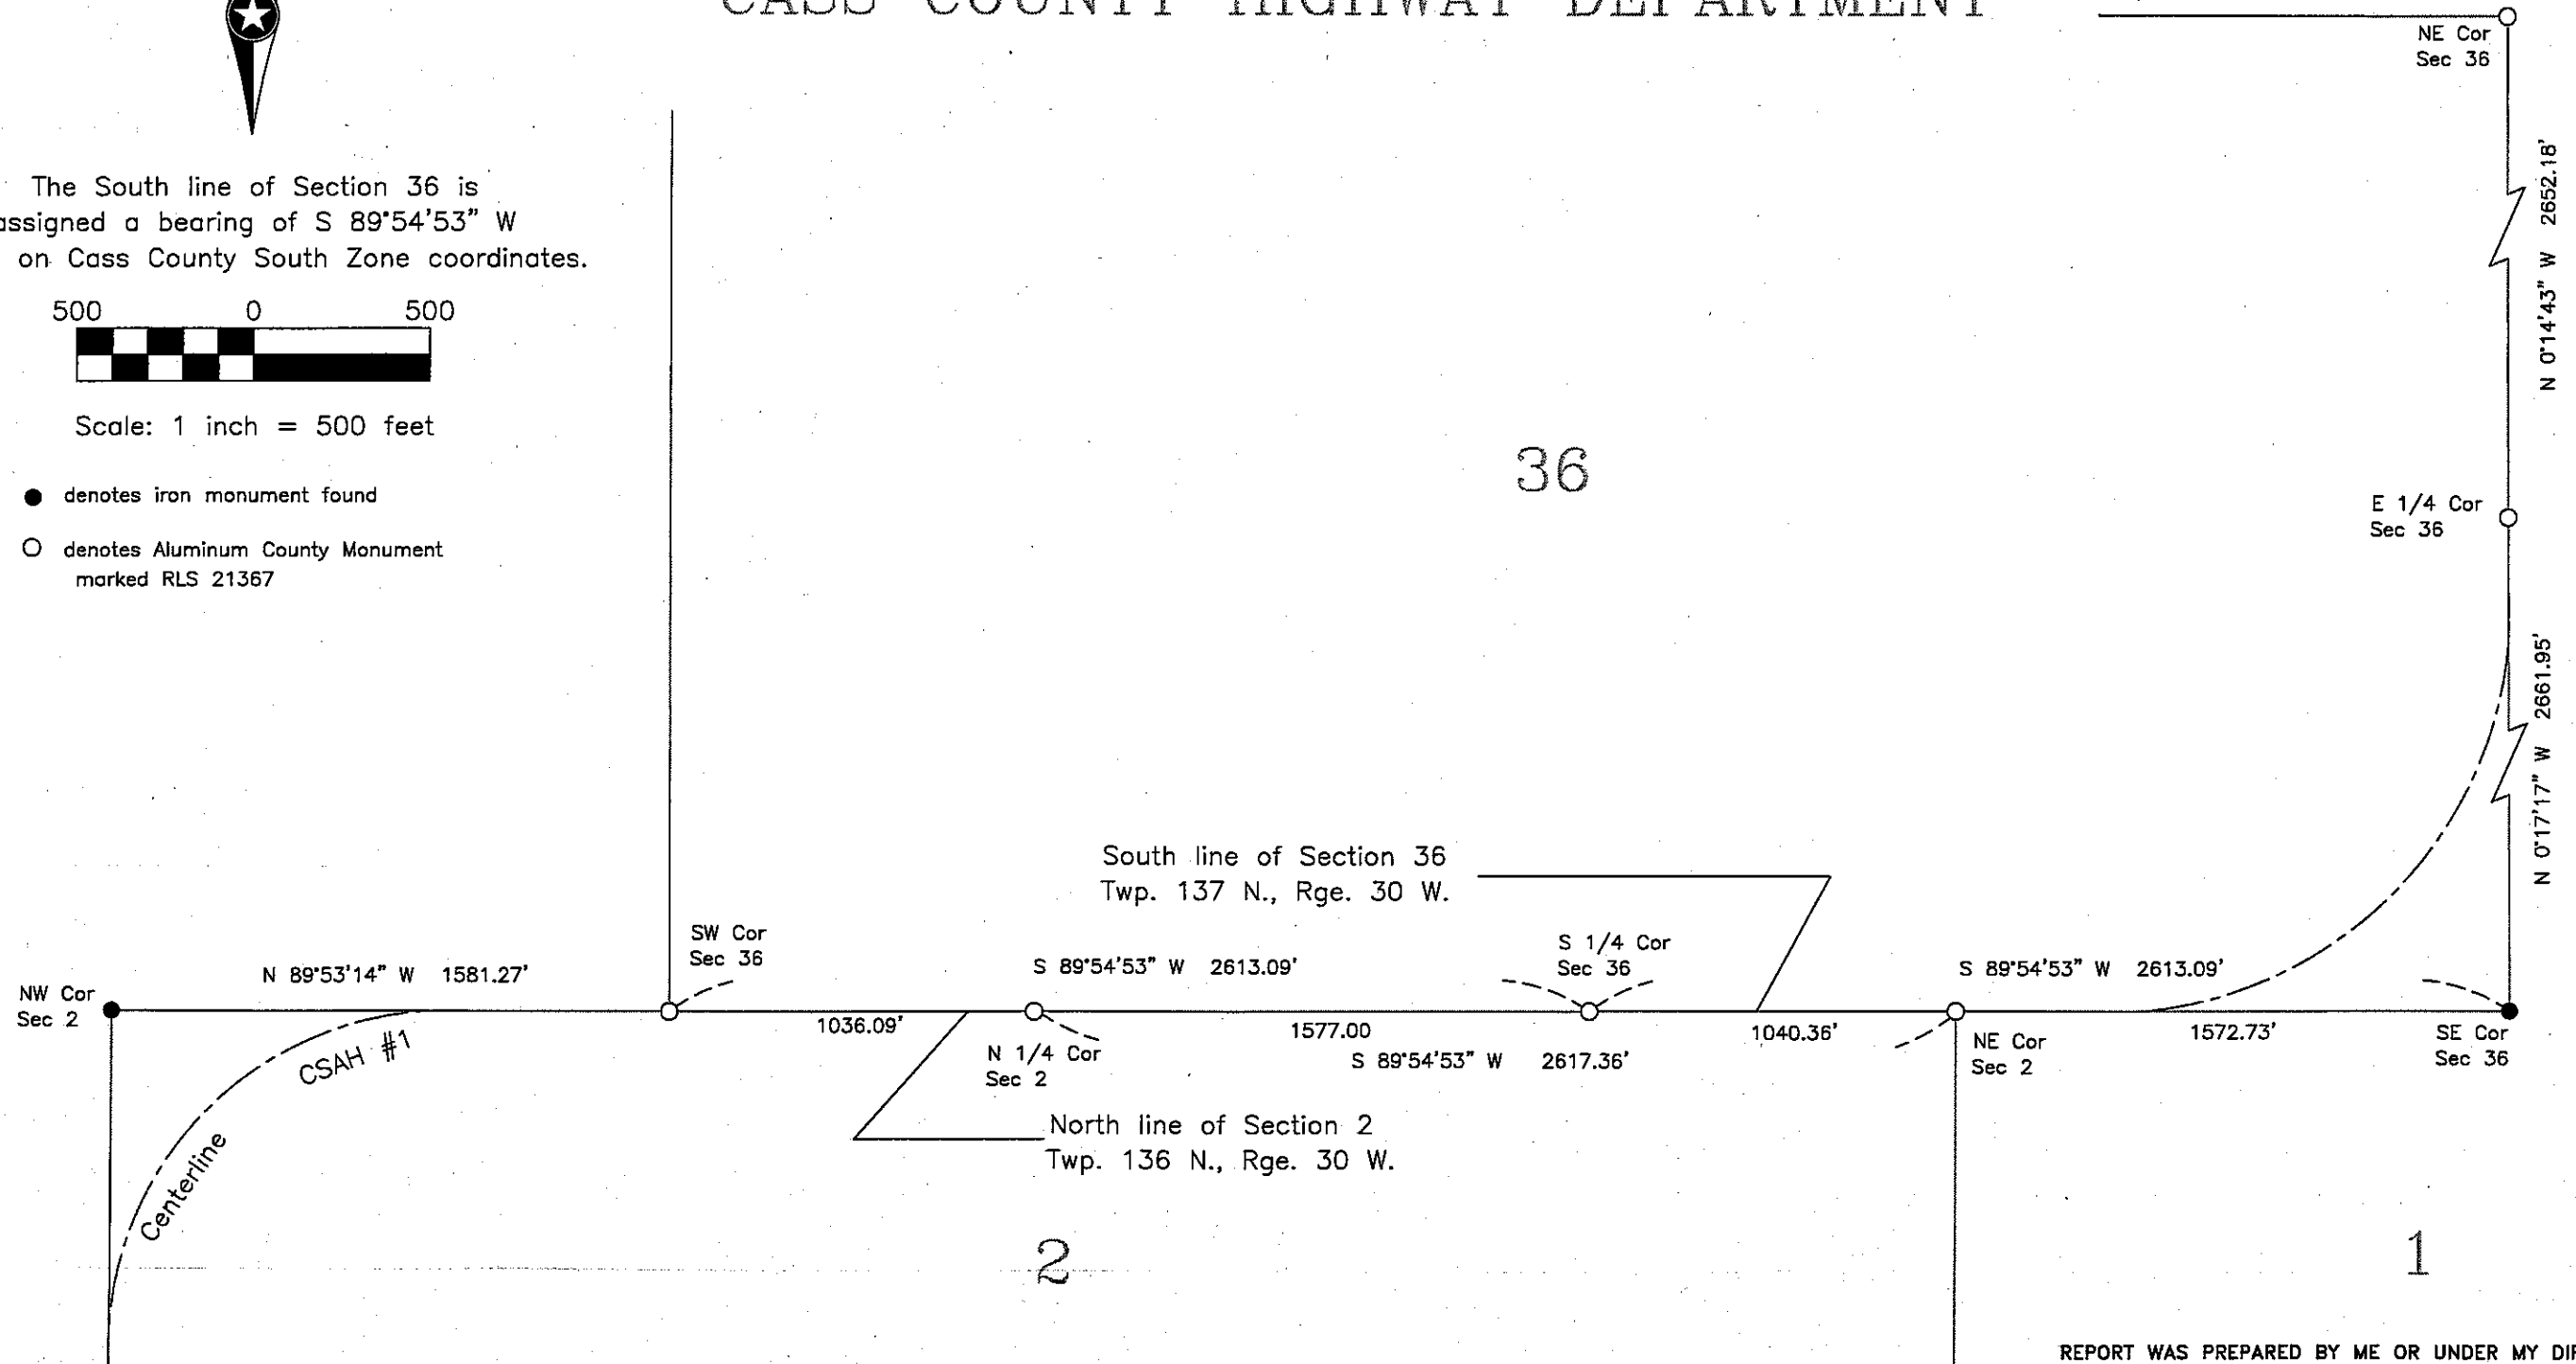 CASS COUNTY HIGHWAY DEPARTMENT
NE Cor
Sec 36
The South line of Section 36 is
assigned a bearing of S 89°54'53" W
on Cass County South Zone coordinates.
500 0 500
Scale: 1 inch = 500 feet
denotes iron monument found
denotes Aluminum County Monument
marked RLS 21367
N 0°14'43" W 2652.18'
36
E 1/4 Cor
Sec 36
N 0°17'17" W 2661.95'
South line of Section 36
Twp. 137 N., Rge. 30 W.
SW Cor
Sec 36
S 1/4 Cor
Sec 36
N 89°53'14" W 1581.27'
S 89°54'53" W 2613.09'
S 89°54'53" W 2613.09'
NW Cor
Sec 2
1036.09'
1577.00
1040.36'
1572.73'
CSAH #1
N 1/4 Cor
Sec 2
S 89°54'53" W 2617.36'
NE Cor
Sec 2
SE Cor
Sec 36
North line of Section 2
Twp. 136 N., Rge. 30 W.
Centerline
2
1
REPORT WAS PREPARED BY ME OR UNDER MY